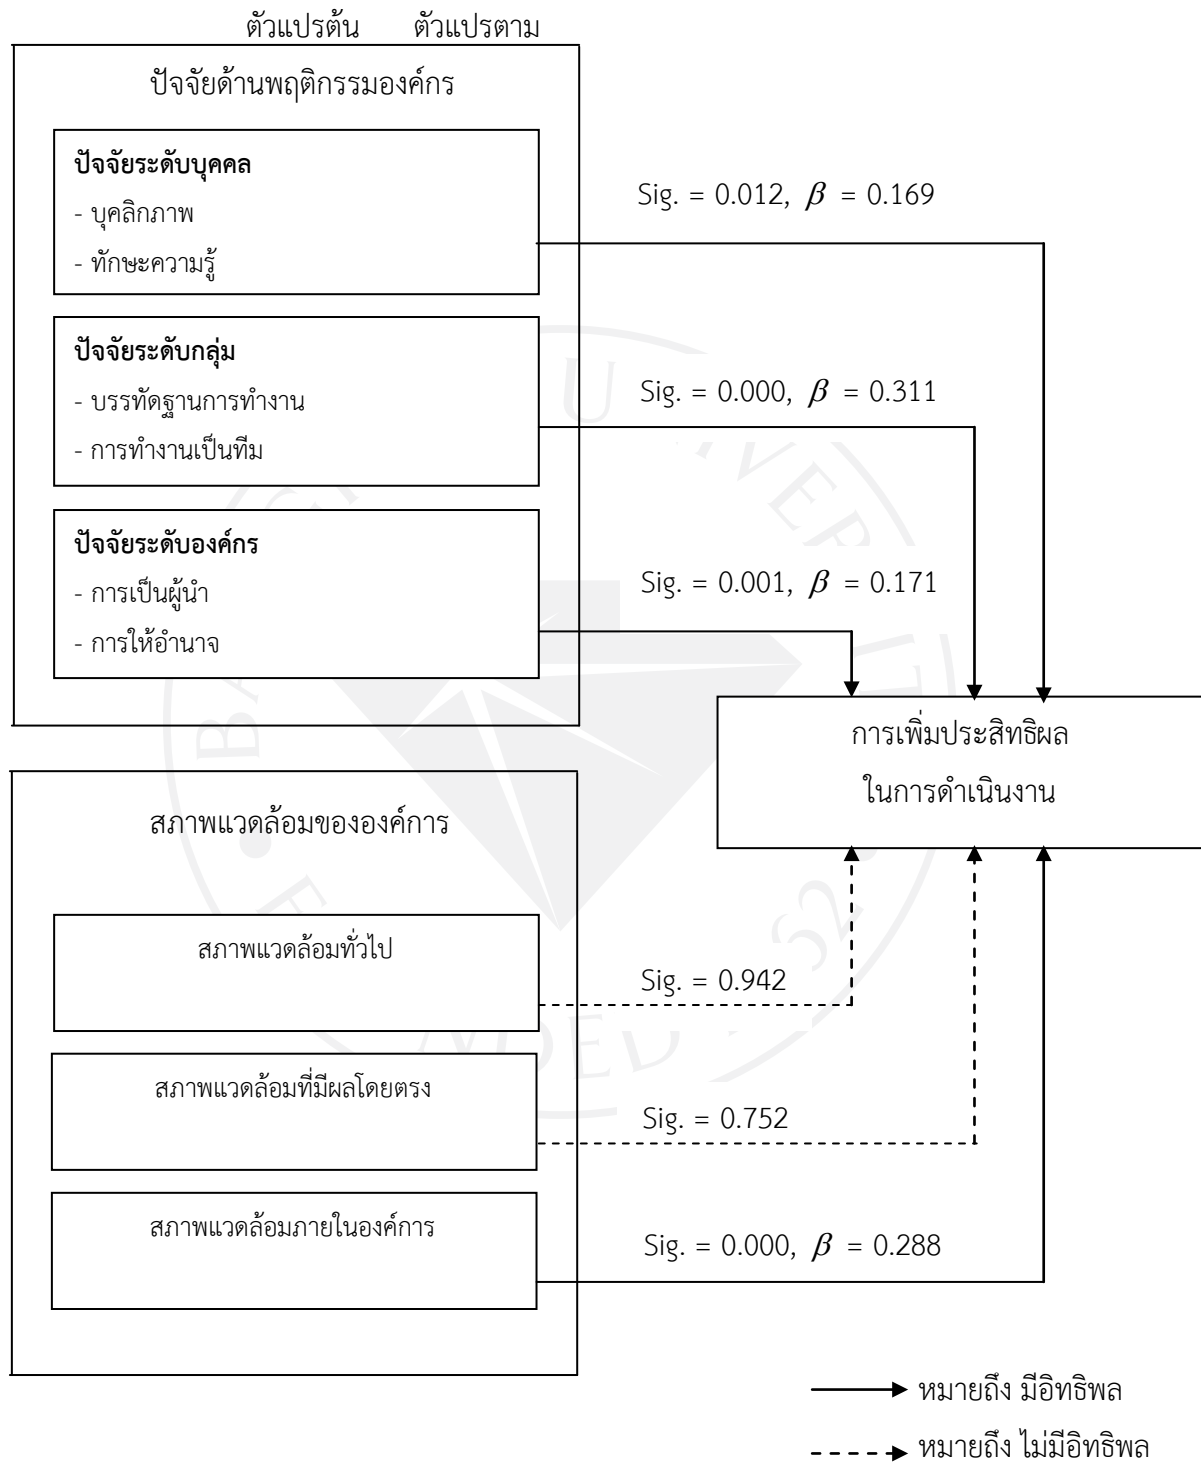 ตัวแปรต้น ตัวแปรตาม
ปัจจัยด้านพฤติกรรมองค์กร
ปัจจัยระดับบุคคล
- บุคลิกภาพ
- ทักษะความรู้
Sig. = 0.012, β = 0.169
ปัจจัยระดับกลุ่ม
- บรรทัดฐานการทำงาน
- การทำงานเป็นทีม
Sig. = 0.000, β = 0.311
ปัจจัยระดับองค์กร
- การเป็นผู้นำ
- การให้อำนาจ
Sig. = 0.001, β = 0.171
การเพิ่มประสิทธิผล
ในการดำเนินงาน
สภาพแวดล้อมขององค์การ
สภาพแวดล้อมทั่วไป
Sig. = 0.942
สภาพแวดล้อมที่มีผลโดยตรง
Sig. = 0.752
สภาพแวดล้อมภายในองค์การ
Sig. = 0.000, β = 0.288
หมายถึง มีอิทธิพล
หมายถึง ไม่มีอิทธิพล